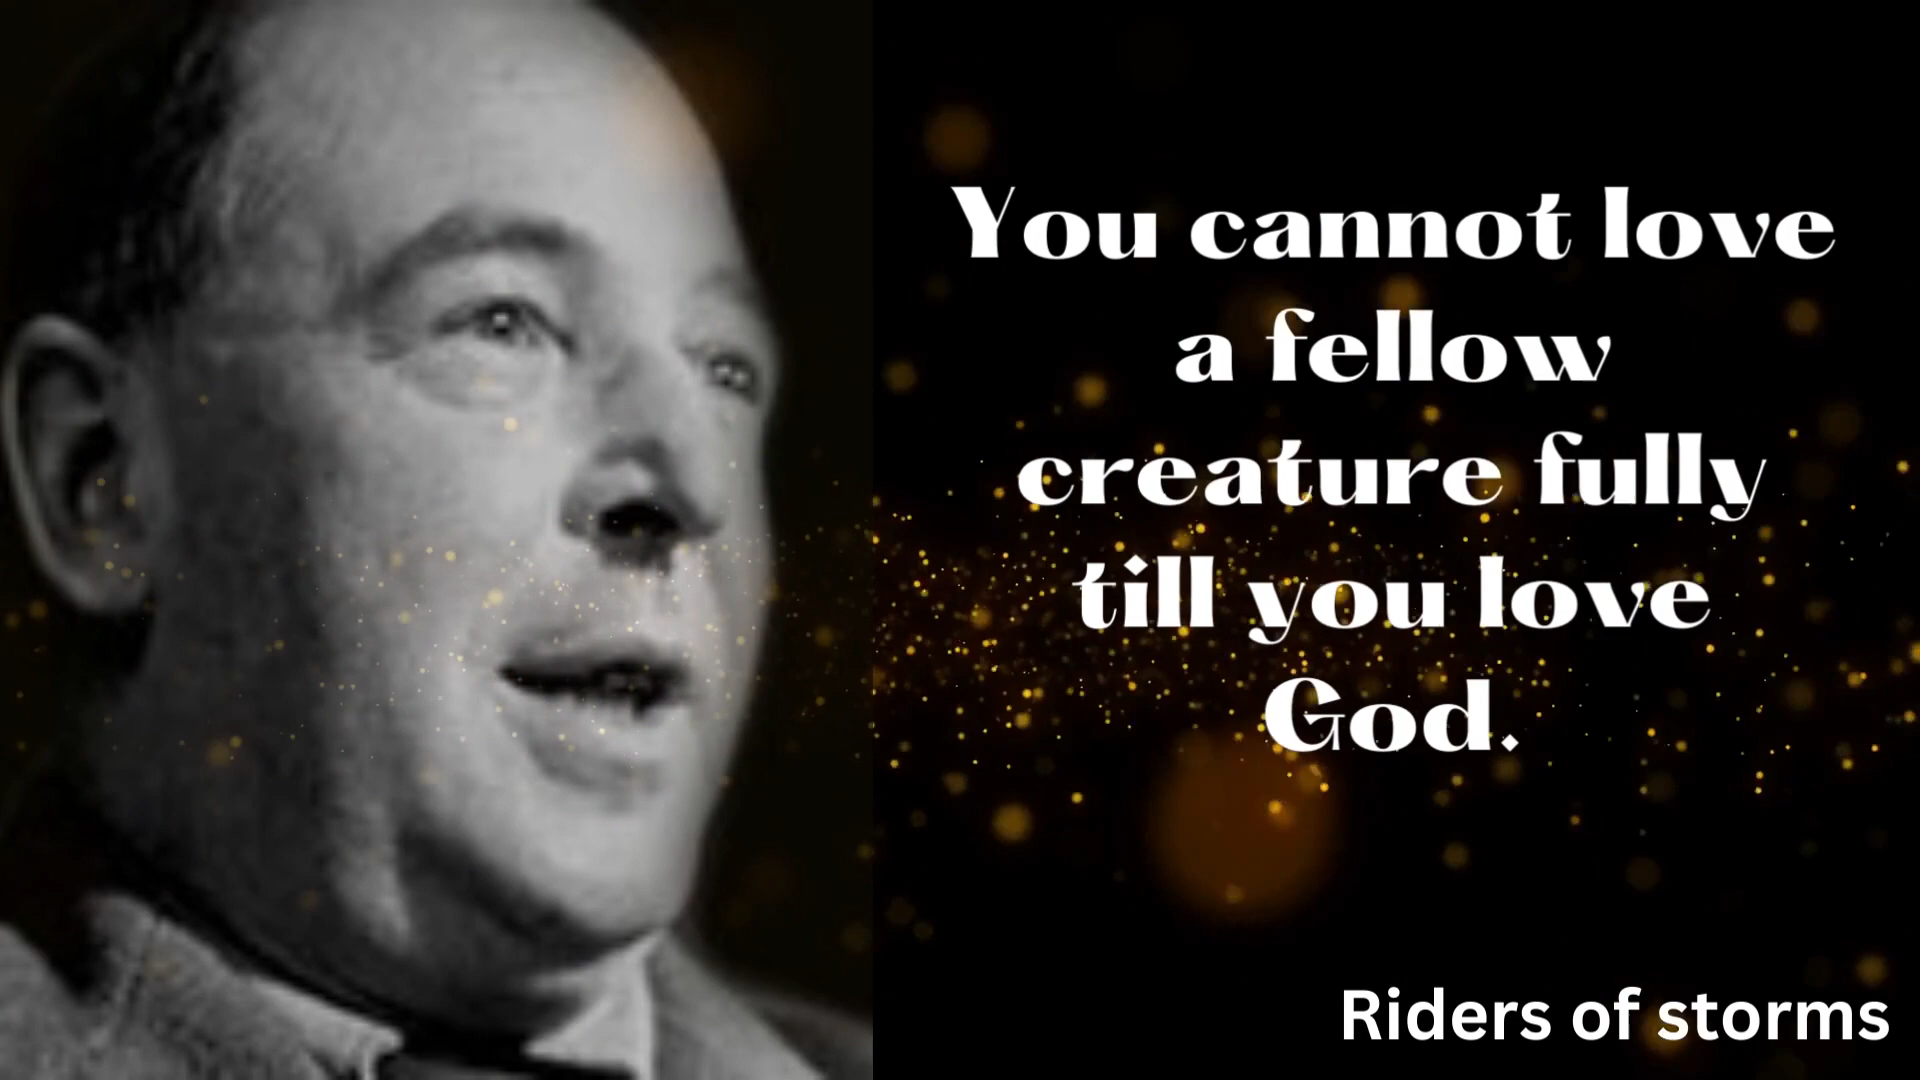 You cannot love
a fellow
creature fully
till you love
God.
Riders of storms